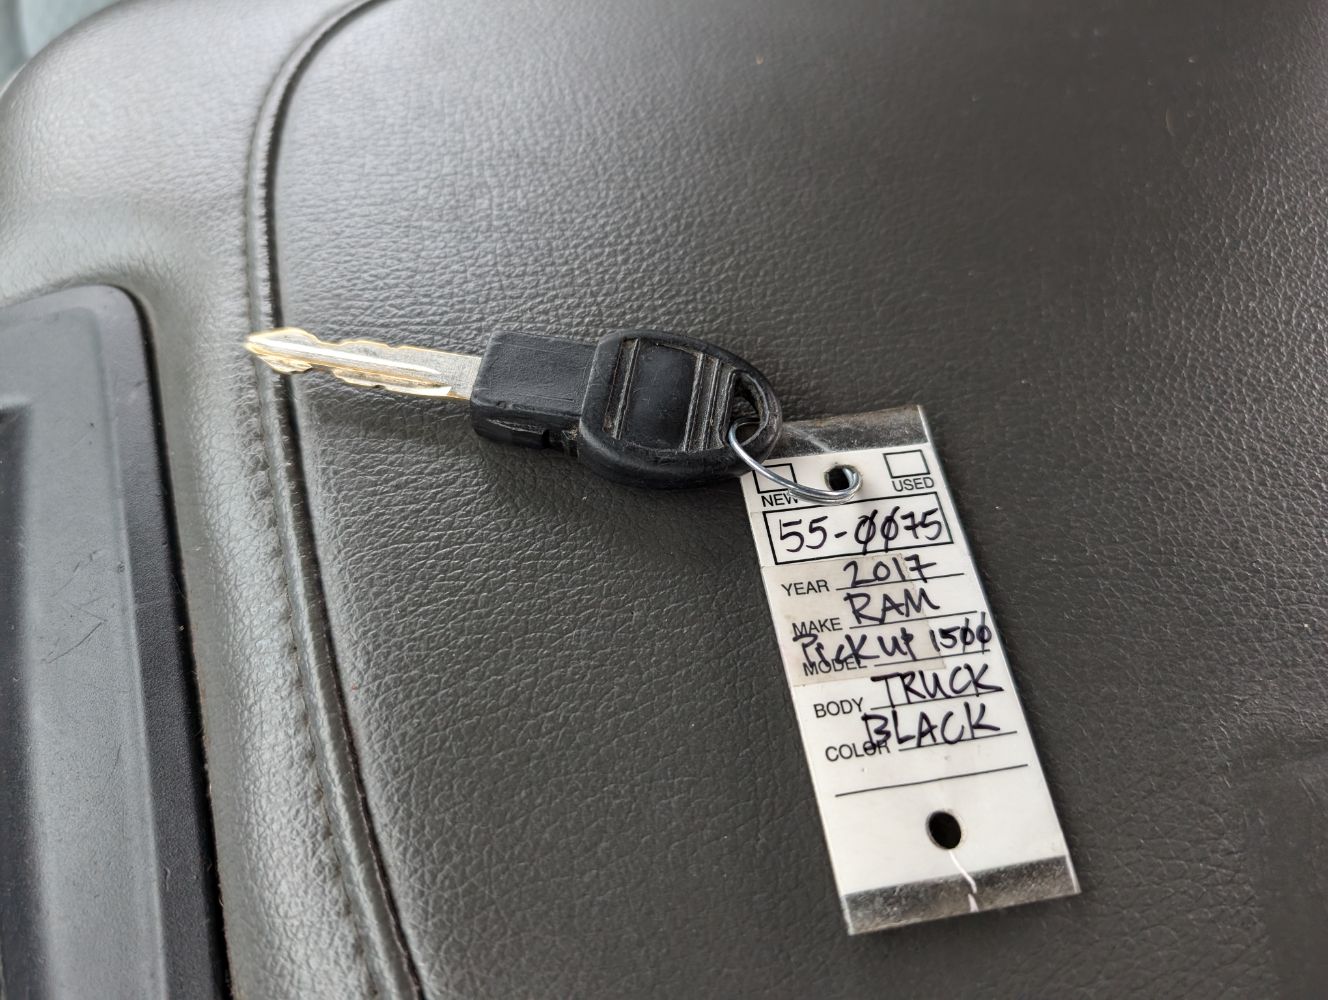 NEW USED
55-0075
YEAR 2017
MAKE RAM
MODEL PickUp 1500
BODY TRUCK
COLOR BLACK